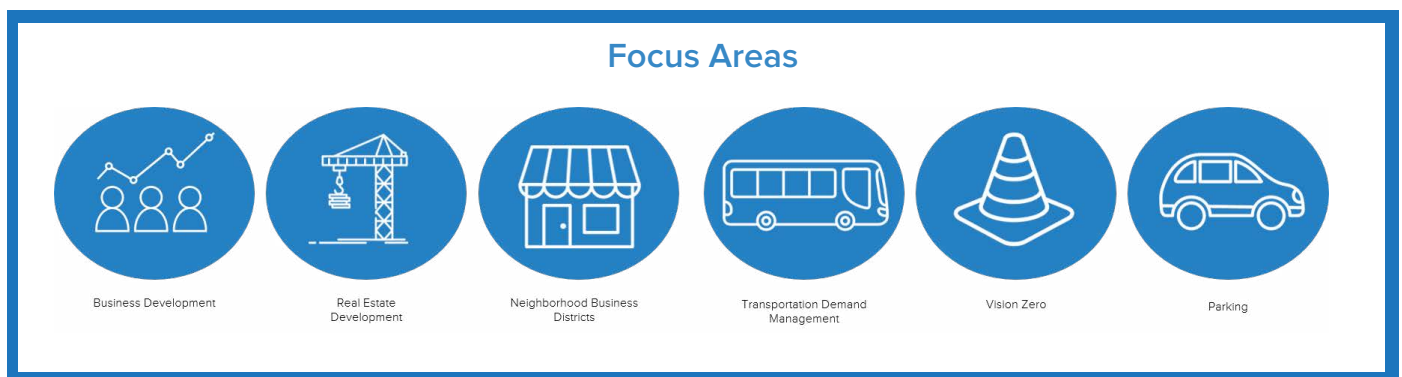 Focus Areas
Business Development
Real Estate
Development
Neighborhood Business
Districts
Transportation Demand
Management
Vision Zero
Parking